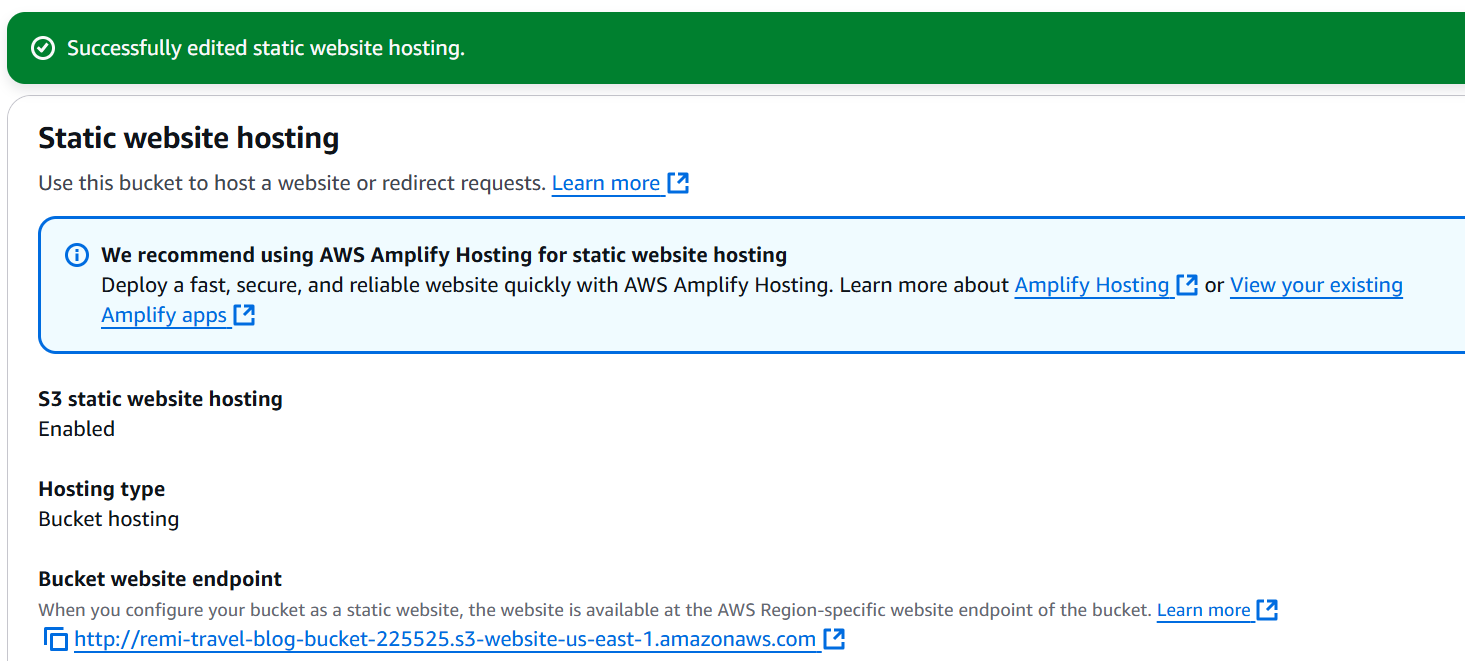 Successfully edited static website hosting.
Static website hosting
Use this bucket to host a website or redirect requests. Learn more
We recommend using AWS Amplify Hosting for static website hosting
Deploy a fast, secure, and reliable website quickly with AWS Amplify Hosting. Learn more about Amplify Hosting or View your existing
Amplify apps
S3 static website hosting
Enabled
Hosting type
Bucket hosting
Bucket website endpoint
When you configure your bucket as a static website, the website is available at the AWS Region-specific website endpoint of the bucket. Learn more
http://remi-travel-blog-bucket-225525.s3-website-us-east-1.amazonaws.com